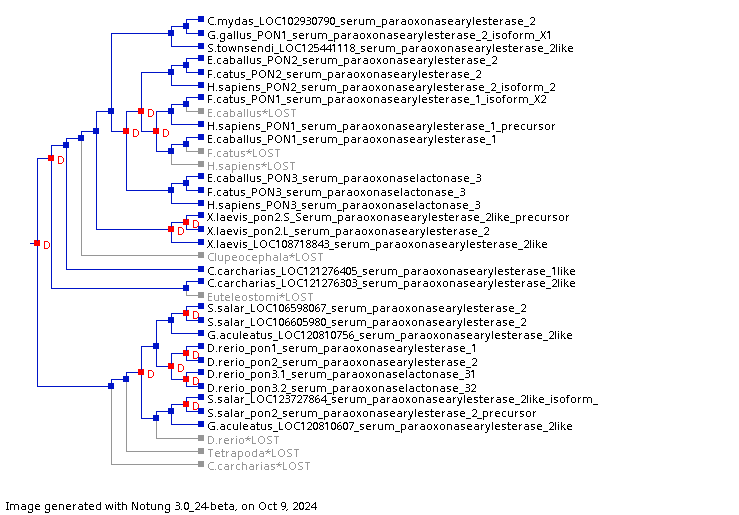 C.mydas_LOC102930790_serum_paraoxonasearylesterase_2
G.gallus_PON1_serum_paraoxonasearylesterase_2_isoform_X1
S.townsendi_LOC125441118_serum_paraoxonasearylesterase_2like
E.caballus_PON2_serum_paraoxonasearylesterase_2
F.catus_PON2_serum_paraoxonasearylesterase_2
H.sapiens_PON2_serum_paraoxonasearylesterase_2_isoform_2
F.catus_PON1_serum_paraoxonasearylesterase_1_isoform_X2
D E.caballus*LOST
H.sapiens_PON1_serum_paraoxonasearylesterase_1_precursor
D D E.caballus_PON1_serum_paraoxonasearylesterase_1
F.catus*LOST
D H.sapiens*LOST
E.caballus_PON3_serum_paraoxonaselactonase_3
F.catus_PON3_serum_paraoxonaselactonase_3
H.sapiens_PON3_serum_paraoxonaselactonase_3
X.laevis_pon2.S_Serum_paraoxonasearylesterase_2like_precursor
D X.laevis_pon2.L_serum_paraoxonasearylesterase_2
D X.laevis_LOC108718843_serum_paraoxonasearylesterase_2like
D Clupeocephala*LOST
C.carcharias_LOC121276405_serum_paraoxonasearylesterase_1like
C.carcharias_LOC121276303_serum_paraoxonasearylesterase_2like
Euteleostomi*LOST
S.salar_LOC106598067_serum_paraoxonasearylesterase_2
D S.salar_LOC106605980_serum_paraoxonasearylesterase_2
G.aculeatus_LOC120810756_serum_paraoxonasearylesterase_2like
D.rerio_pon1_serum_paraoxonasearylesterase_1
D D.rerio_pon2_serum_paraoxonasearylesterase_2
D D D.rerio_pon3.1_serum_paraoxonaselactonase_31
D D.rerio_pon3.2_serum_paraoxonaselactonase_32
S.salar_LOC123727864_serum_paraoxonasearylesterase_2like_isoform_
D S.salar_pon2_serum_paraoxonasearylesterase_2_precursor
G.aculeatus_LOC120810607_serum_paraoxonasearylesterase_2like
D.rerio*LOST
Tetrapoda*LOST
C.carcharias*LOST
Image generated with Notung 3.0_24-beta, on Oct 9, 2024